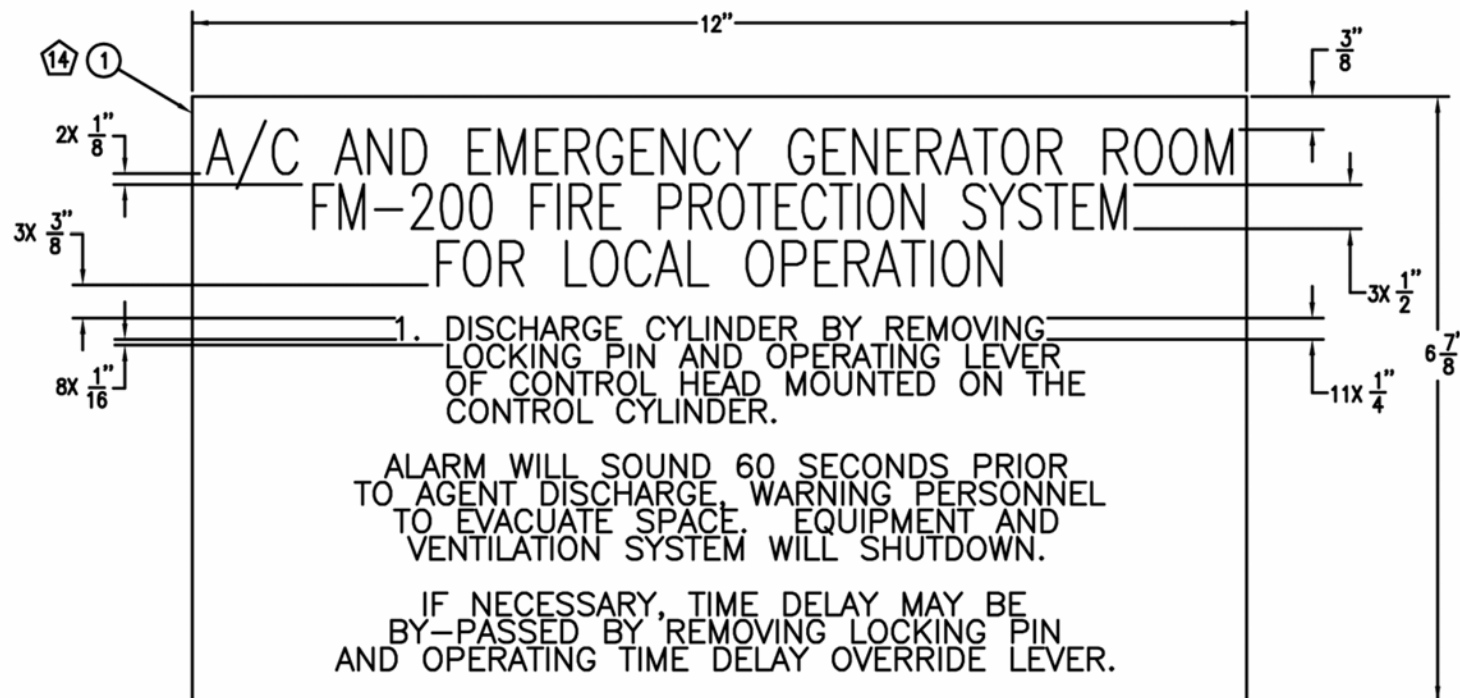 12"
14 1
3/8"
2X 1/8"
A/C AND EMERGENCY GENERATOR ROOM
FM-200 FIRE PROTECTION SYSTEM
3X 3/8"
FOR LOCAL OPERATION
3X 1/2"
1. DISCHARGE CYLINDER BY REMOVING
LOCKING PIN AND OPERATING LEVER
6 7/8"
8X 1/16"
OF CONTROL HEAD MOUNTED ON THE
11X 1/4"
CONTROL CYLINDER.
ALARM WILL SOUND 60 SECONDS PRIOR
TO AGENT DISCHARGE, WARNING PERSONNEL
TO EVACUATE SPACE. EQUIPMENT AND
VENTILATION SYSTEM WILL SHUTDOWN.
IF NECESSARY, TIME DELAY MAY BE
BY-PASSED BY REMOVING LOCKING PIN
AND OPERATING TIME DELAY OVERRIDE LEVER.